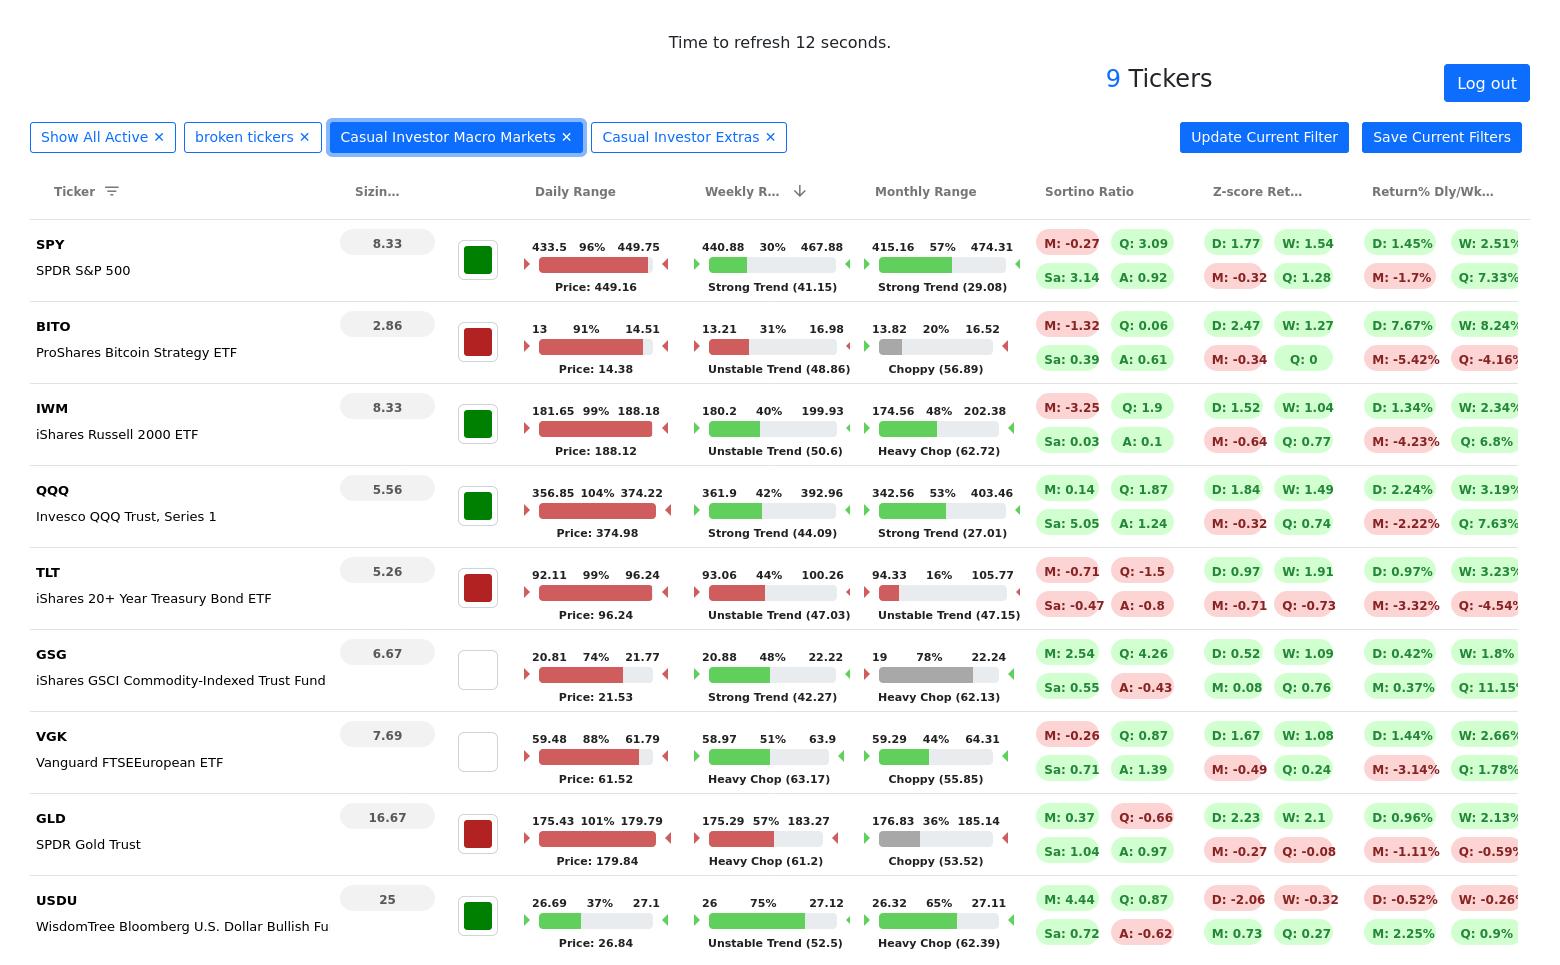 Time to refresh 12 seconds.
9 Tickers
Log out
Show All Active ✕ broken tickers ✕ Casual Investor Macro Markets ✕ Casual Investor Extras ✕ Update Current Filter Save Current Filters
Ticker Sizin… Daily Range Weekly R… Monthly Range Sortino Ratio Z-score Ret… Return% Dly/Wk…
SPY 8.33 433.5 96% 449.75 440.88 30% 467.88 415.16 57% 474.31 M: -0.27 Q: 3.09 D: 1.77 W: 1.54 D: 1.45% W: 2.51%
SPDR S&P 500 Price: 449.16 Strong Trend (41.15) Strong Trend (29.08) Sa: 3.14 A: 0.92 M: -0.32 Q: 1.28 M: -1.7% Q: 7.33%
BITO 2.86 13 91% 14.51 13.21 31% 16.98 13.82 20% 16.52 M: -1.32 Q: 0.06 D: 2.47 W: 1.27 D: 7.67% W: 8.24%
ProShares Bitcoin Strategy ETF Price: 14.38 Unstable Trend (48.86) Choppy (56.89) Sa: 0.39 A: 0.61 M: -0.34 Q: 0 M: -5.42% Q: -4.16%
IWM 8.33 181.65 99% 188.18 180.2 40% 199.93 174.56 48% 202.38 M: -3.25 Q: 1.9 D: 1.52 W: 1.04 D: 1.34% W: 2.34%
iShares Russell 2000 ETF Price: 188.12 Unstable Trend (50.6) Heavy Chop (62.72) Sa: 0.03 A: 0.1 M: -0.64 Q: 0.77 M: -4.23% Q: 6.8%
QQQ 5.56 356.85 104% 374.22 361.9 42% 392.96 342.56 53% 403.46 M: 0.14 Q: 1.87 D: 1.84 W: 1.49 D: 2.24% W: 3.19%
Invesco QQQ Trust, Series 1 Price: 374.98 Strong Trend (44.09) Strong Trend (27.01) Sa: 5.05 A: 1.24 M: -0.32 Q: 0.74 M: -2.22% Q: 7.63%
TLT 5.26 92.11 99% 96.24 93.06 44% 100.26 94.33 16% 105.77 M: -0.71 Q: -1.5 D: 0.97 W: 1.91 D: 0.97% W: 3.23%
iShares 20+ Year Treasury Bond ETF Price: 96.24 Unstable Trend (47.03) Unstable Trend (47.15) Sa: -0.47 A: -0.8 M: -0.71 Q: -0.73 M: -3.32% Q: -4.54%
GSG 6.67 20.81 74% 21.77 20.88 48% 22.22 19 78% 22.24 M: 2.54 Q: 4.26 D: 0.52 W: 1.09 D: 0.42% W: 1.8%
iShares GSCI Commodity-Indexed Trust Fund Price: 21.53 Strong Trend (42.27) Heavy Chop (62.13) Sa: 0.55 A: -0.43 M: 0.08 Q: 0.76 M: 0.37% Q: 11.15%
VGK 7.69 59.48 88% 61.79 58.97 51% 63.9 59.29 44% 64.31 M: -0.26 Q: 0.87 D: 1.67 W: 1.08 D: 1.44% W: 2.66%
Vanguard FTSEEuropean ETF Price: 61.52 Heavy Chop (63.17) Choppy (55.85) Sa: 0.71 A: 1.39 M: -0.49 Q: 0.24 M: -3.14% Q: 1.78%
GLD 16.67 175.43 101% 179.79 175.29 57% 183.27 176.83 36% 185.14 M: 0.37 Q: -0.66 D: 2.23 W: 2.1 D: 0.96% W: 2.13%
SPDR Gold Trust Price: 179.84 Heavy Chop (61.2) Choppy (53.52) Sa: 1.04 A: 0.97 M: -0.27 Q: -0.08 M: -1.11% Q: -0.59%
USDU 25 26.69 37% 27.1 26 75% 27.12 26.32 65% 27.11 M: 4.44 Q: 0.87 D: -2.06 W: -0.32 D: -0.52% W: -0.26%
WisdomTree Bloomberg U.S. Dollar Bullish Fu Price: 26.84 Unstable Trend (52.5) Heavy Chop (62.39) Sa: 0.72 A: -0.62 M: 0.73 Q: 0.27 M: 2.25% Q: 0.9%